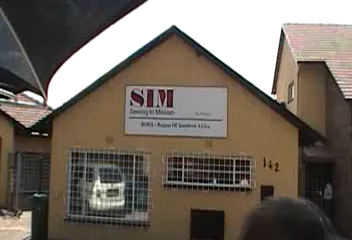 SIM
Serving In Mission
ROSA - Region Of Southern Africa
142